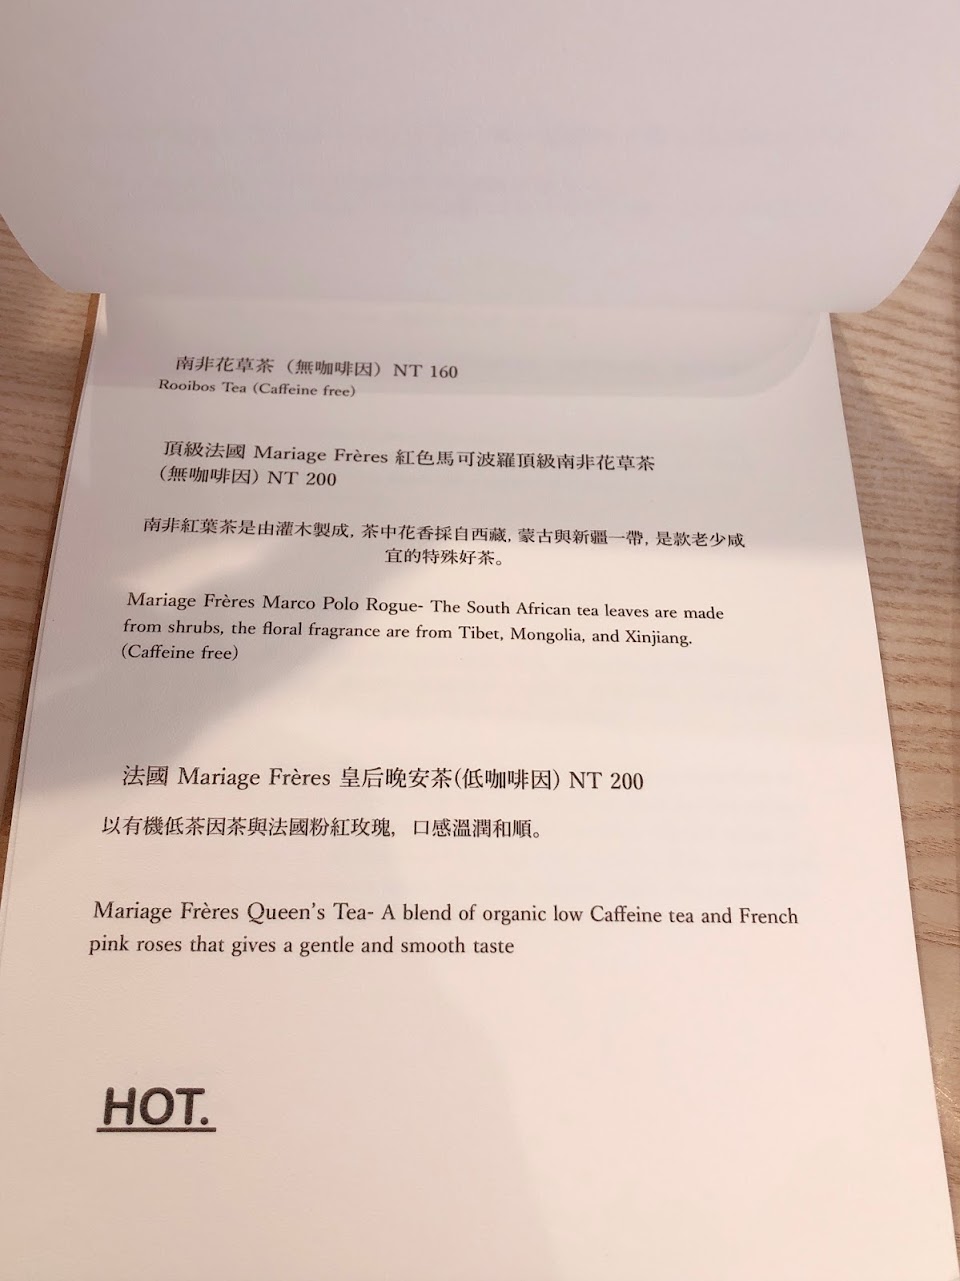 南非花草茶（無咖啡因）NT 160
Rooibos Tea (Caffeine free)
頂級法國 Mariage Frères 紅色馬可波羅頂級南非花草茶
(無咖啡因) NT 200
南非紅葉茶是由灌木製成, 茶中花香採自西藏, 蒙古與新疆一帶, 是款老少咸
宜的特殊好茶。
Mariage Frères Marco Polo Rogue- The South African tea leaves are made
from shrubs, the floral fragrance are from Tibet, Mongolia, and Xinjiang.
(Caffeine free)
法國 Mariage Frères 皇后晚安茶(低咖啡因) NT 200
以有機低茶因茶與法國粉紅玫瑰, 口感溫潤和順。
Mariage Frères Queen's Tea- A blend of organic low Caffeine tea and French
pink roses that gives a gentle and smooth taste
HOT.